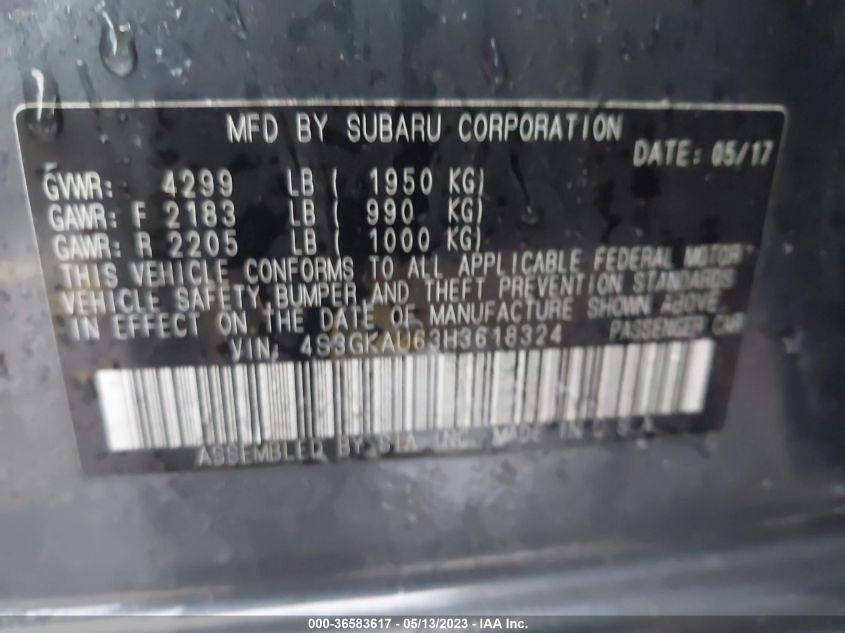 MFD BY SUBARU CORPORATION
DATE: 05/17
GVWR: 4299 LB ( 1950 KG)
GAWR: F 2183 LB ( 990 KG)
GAWR: R 2205 LB ( 1000 KG)
THIS VEHICLE CONFORMS TO ALL APPLICABLE FEDERAL MOTOR
VEHICLE SAFETY, BUMPER AND THEFT PREVENTION STANDARDS
IN EFFECT ON THE DATE OF MANUFACTURE SHOWN ABOVE.
VIN: 4S3GKAU63H3618324 PASSENGER CAR
ASSEMBLED BY SIA, INC. MADE IN U.S.A.
000-36583617 - 05/13/2023 - IAA Inc.